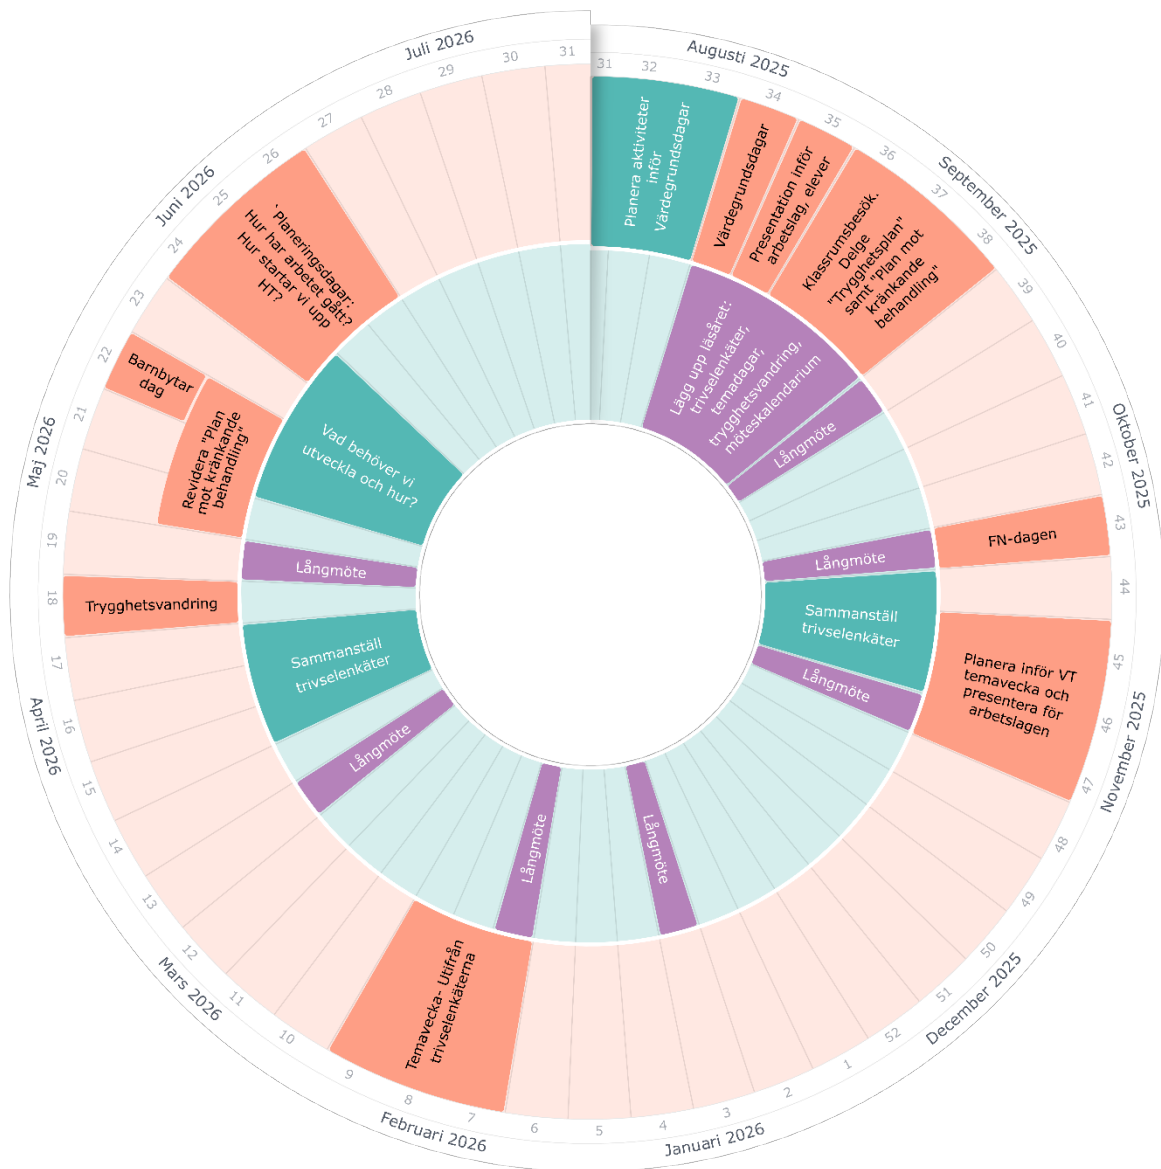 Augusti 2025
September 2025
Oktober 2025
November 2025
December 2025
Januari 2026
Februari 2026
Mars 2026
April 2026
Maj 2026
Juni 2026
Juli 2026
31
32
33
34
35
36
37
38
39
40
41
42
43
44
45
46
47
48
49
50
51
52
1
2
3
4
5
6
7
8
9
10
11
12
13
14
15
16
17
18
19
20
21
22
23
24
25
26
27
28
29
30
31
Planera aktiviteter
inför
Värdegrundsdagar
Värdegrundsdagar
Presentation inför
arbetslag, elever
Klassrumsbesök.
Delge
"Trygghetsplan"
samt "Plan mot
kränkande
behandling"
FN-dagen
Planera inför VT
temavecka och
presentera för
arbetslagen
Temavecka- Utifrån
trivselenkäterna
Trygghetsvandring
Revidera "Plan
mot kränkande
behandling"
Barnbytar
dag
` Planeringsdagar:
Hur har arbetet gått?
Hur startar vi upp
HT?
Lägg upp läsåret:
trivselenkäter,
temadagar,
trygghetsvandring,
möteskalendarium
Långmöte
Långmöte
Sammanställ
trivselenkäter
Långmöte
Långmöte
Långmöte
Långmöte
Sammanställ
trivselenkäter
Långmöte
Vad behöver vi
utveckla och hur?